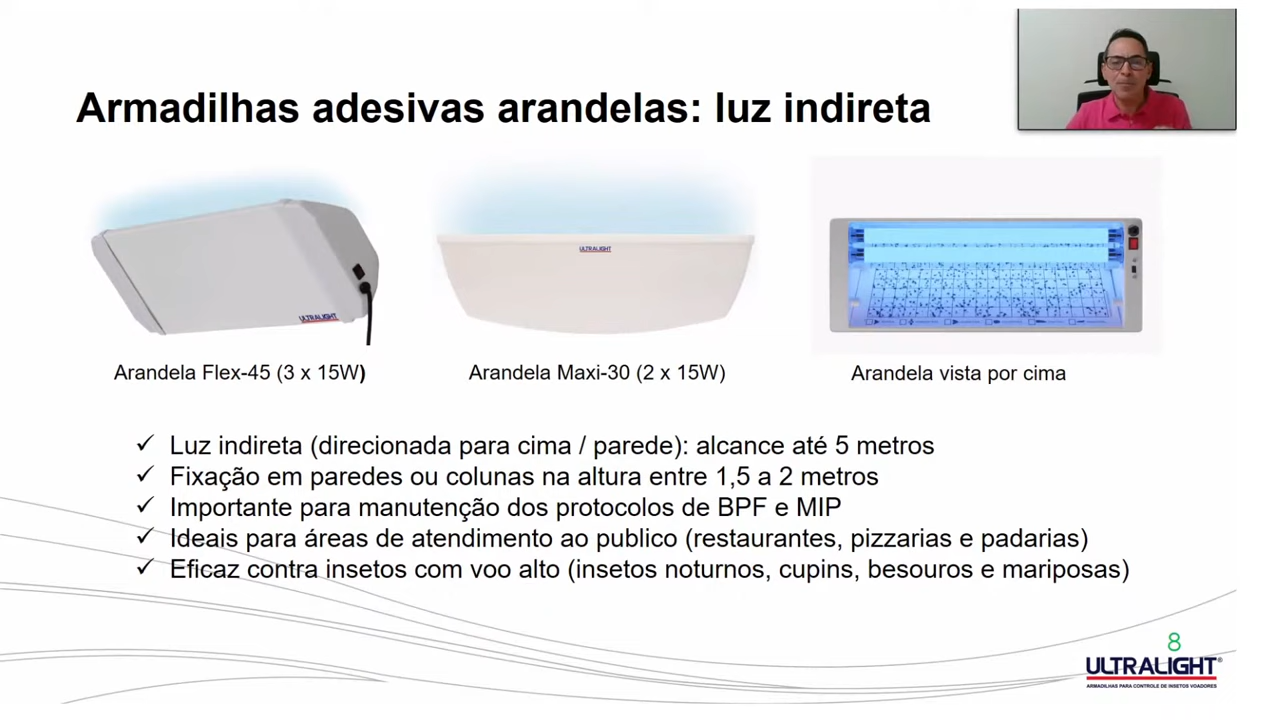 Armadilhas adesivas arandelas: luz indireta
ULTRALIGHT
ULTRALIGHT
Arandela Flex-45 (3 x 15W)
Arandela Maxi-30 (2 x 15W)
Arandela vista por cima
✓ Luz indireta (direcionada para cima / parede): alcance até 5 metros
✓ Fixação em paredes ou colunas na altura entre 1,5 a 2 metros
✓ Importante para manutenção dos protocolos de BPF e MIP
✓ Ideais para áreas de atendimento ao publico (restaurantes, pizzarias e padarias)
✓ Eficaz contra insetos com voo alto (insetos noturnos, cupins, besouros e mariposas)
8
ULTRALIGHT®
ARMADILHAS PARA CONTROLE DE INSETOS VOADORES